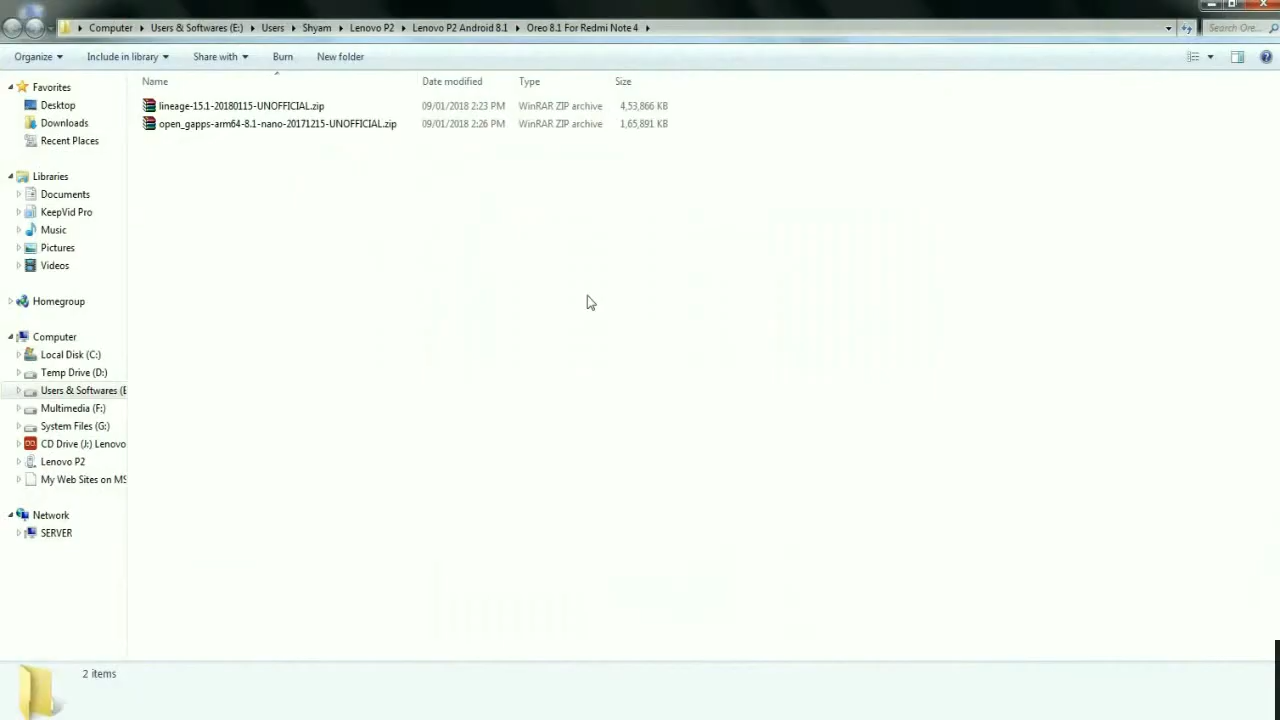 Computer Users & Softwares (E:) Users Shyam Lenovo P2 Lenovo P2 Android 8.1 Oreo 8.1 For Redmi Note 4 Search Ore...
Organize Include in library Share with Burn New folder
Name Date modified Type Size
lineage-15.1-20180115-UNOFFICIAL.zip 09/01/2018 2:23 PM WinRAR ZIP archive 4,53,866 KB
open_gapps-arm64-8.1-nano-20171215-UNOFFICIAL.zip 09/01/2018 2:26 PM WinRAR ZIP archive 1,65,891 KB
Favorites
Desktop
Downloads
Recent Places
Libraries
Documents
KeepVid Pro
Music
Pictures
Videos
Homegroup
Computer
Local Disk (C:)
Temp Drive (D:)
Users & Softwares (E
Multimedia (F:)
System Files (G:)
CD Drive (J:) Lenovo
Lenovo P2
My Web Sites on MS
Network
SERVER
2 items